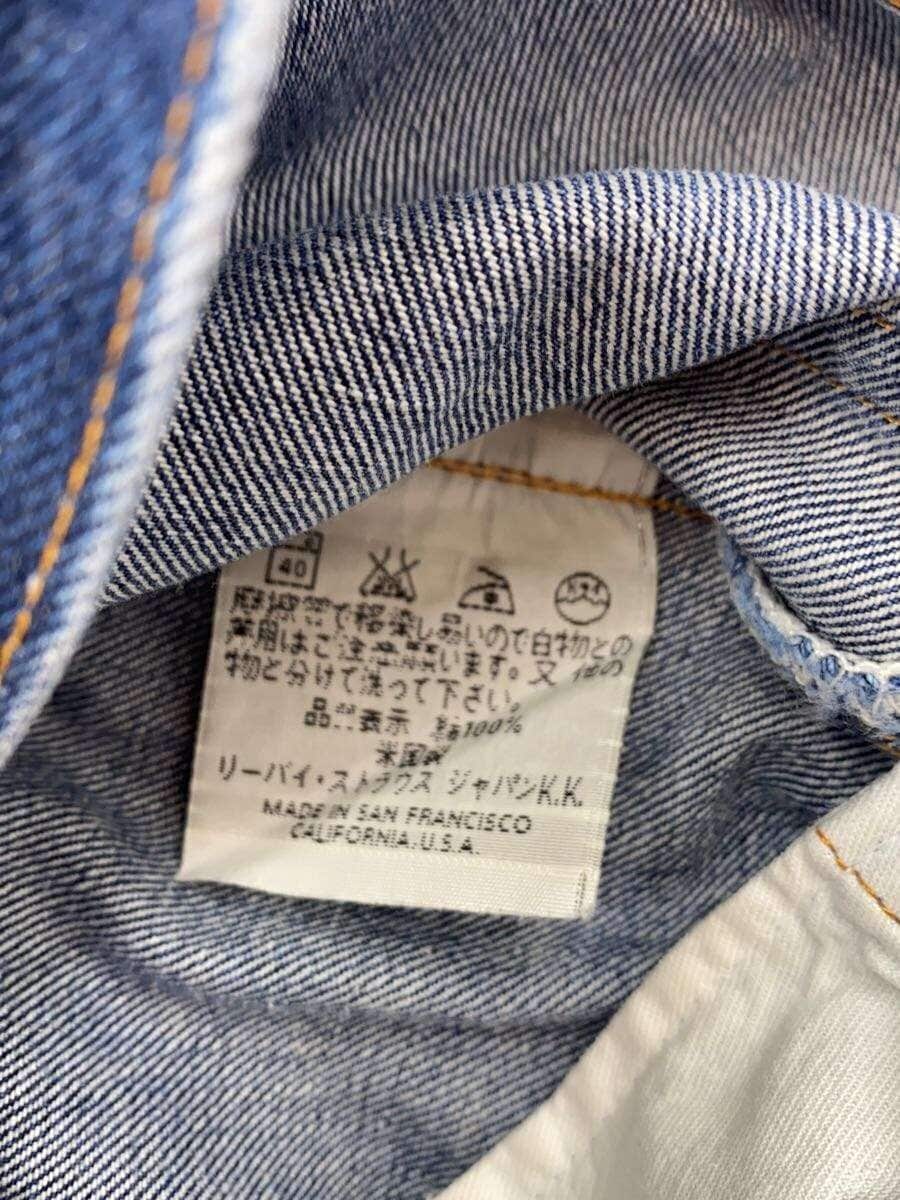 40
摩擦等で移染し易いので白物との
兼用はご注意願います。又 他の
物と分けて洗って下さい。
品質表示 綿100%
米国製
リーバイ・ストラウス ジャパンK.K.
MADE IN SAN FRANCISCO
CALIFORNIA.U.S.A.